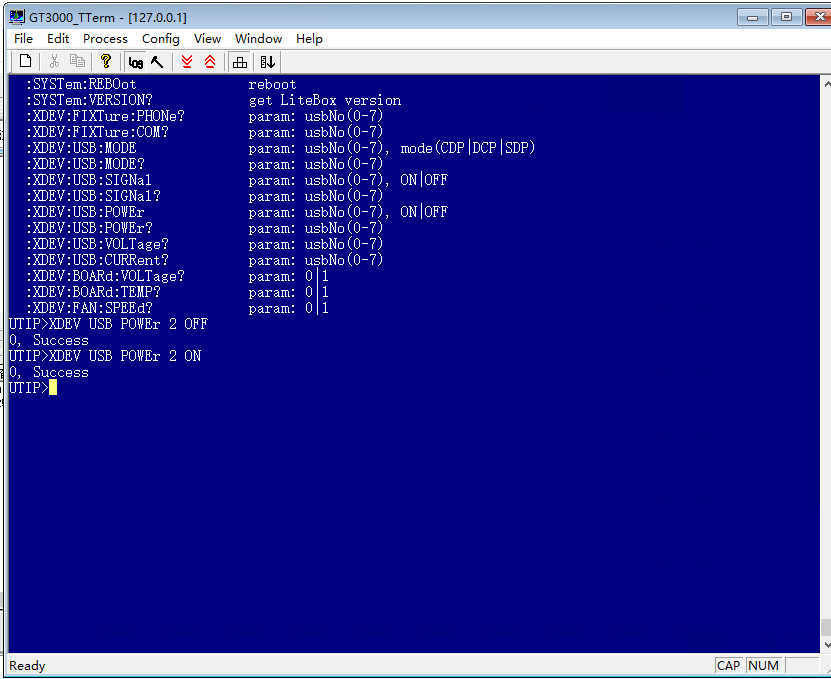 GT3000_TTerm - [127.0.0.1]
File Edit Process Config View Window Help
log
:SYSTem:REBOot reboot
:SYSTem:VERSION? get LiteBox version
:XDEV:FIXTure:PHONe? param: usbNo(0-7)
:XDEV:FIXTure:COM? param: usbNo(0-7)
:XDEV:USB:MODE param: usbNo(0-7), mode(CDP|DCP|SDP)
:XDEV:USB:MODE? param: usbNo(0-7)
:XDEV:USB:SIGNal param: usbNo(0-7), ON|OFF
:XDEV:USB:SIGNal? param: usbNo(0-7)
:XDEV:USB:POWEr param: usbNo(0-7), ON|OFF
:XDEV:USB:POWEr? param: usbNo(0-7)
:XDEV:USB:VOLTage? param: usbNo(0-7)
:XDEV:USB:CURRent? param: usbNo(0-7)
:XDEV:BOARd:VOLTage? param: 0|1
:XDEV:BOARd:TEMP? param: 0|1
:XDEV:FAN:SPEEd? param: 0|1
UTIP>XDEV USB POWEr 2 OFF
0, Success
UTIP>XDEV USB POWEr 2 ON
0, Success
UTIP>
Ready CAP NUM